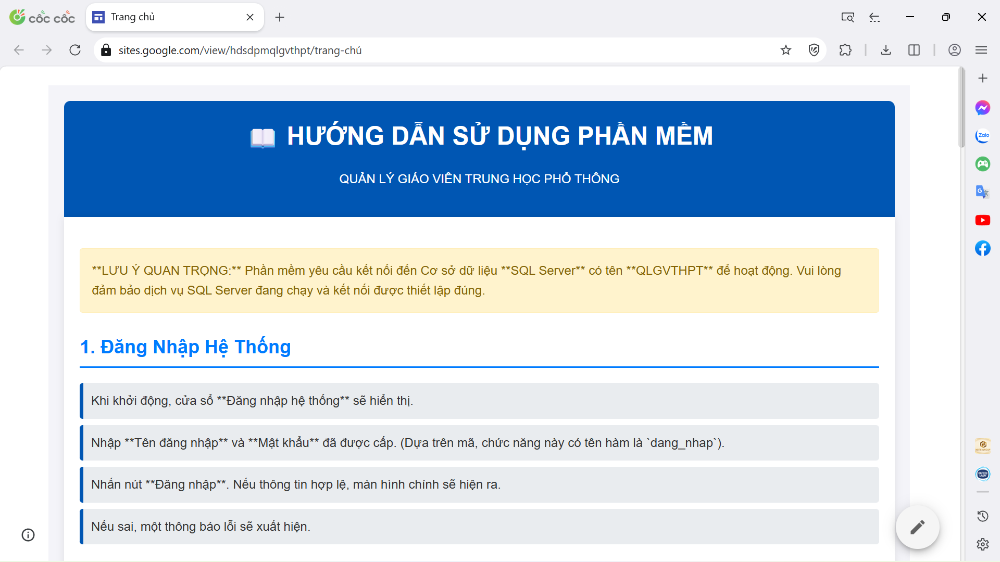 cốc cốc
Trang chủ
sites.google.com/view/hdsdpmqlgvthpt/trang-chủ
HƯỚNG DẪN SỬ DỤNG PHẦN MỀM
QUẢN LÝ GIÁO VIÊN TRUNG HỌC PHỔ THÔNG
**LƯU Ý QUAN TRỌNG:** Phần mềm yêu cầu kết nối đến Cơ sở dữ liệu **SQL Server** có tên **QLGVTHPT** để hoạt động. Vui lòng
đảm bảo dịch vụ SQL Server đang chạy và kết nối được thiết lập đúng.
1. Đăng Nhập Hệ Thống
Khi khởi động, cửa sổ **Đăng nhập hệ thống** sẽ hiển thị.
Nhập **Tên đăng nhập** và **Mật khẩu** đã được cấp. (Dựa trên mã, chức năng này có tên hàm là `dang_nhap`).
Nhấn nút **Đăng nhập**. Nếu thông tin hợp lệ, màn hình chính sẽ hiện ra.
Nếu sai, một thông báo lỗi sẽ xuất hiện.
Zalo
DUTCH LADY